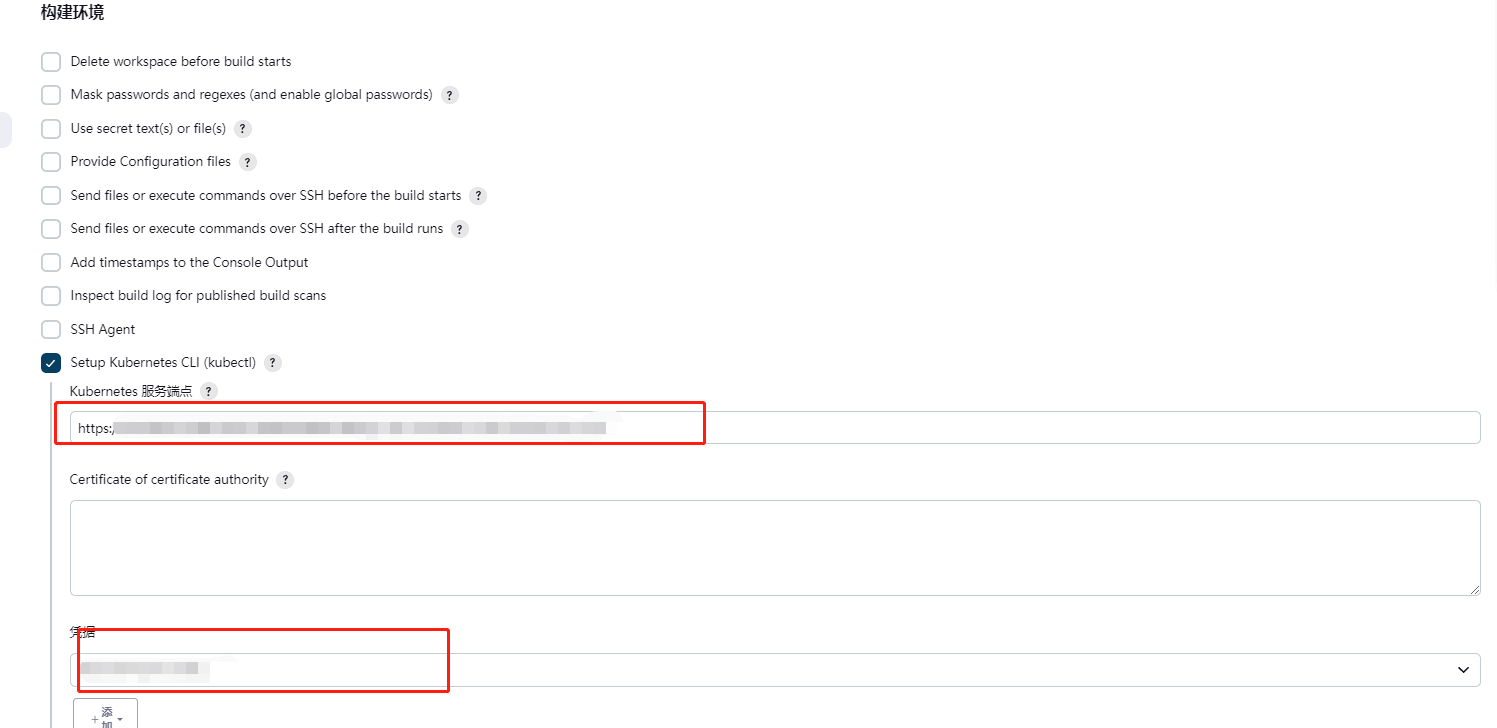 构建环境
Delete workspace before build starts
Mask passwords and regexes (and enable global passwords) ?
Use secret text(s) or file(s) ?
Provide Configuration files ?
Send files or execute commands over SSH before the build starts ?
Send files or execute commands over SSH after the build runs ?
Add timestamps to the Console Output
Inspect build log for published build scans
SSH Agent
Setup Kubernetes CLI (kubectl) ?
Kubernetes 服务端点 ?
https:/
Certificate of certificate authority ?
凭据
+ 添
加